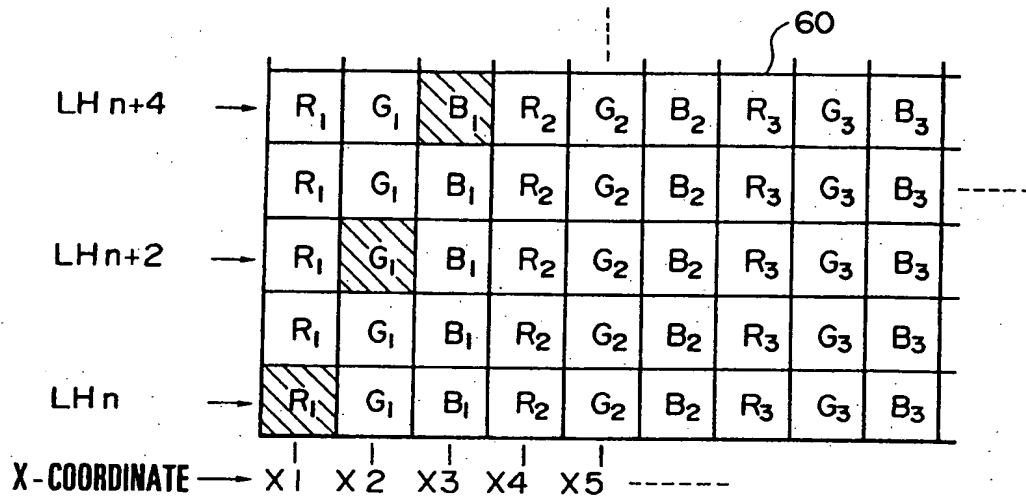 60
LH n+4 R1 G1 B1 R2 G2 B2 R3 G3 B3
R1 G1 B1 R2 G2 B2 R3 G3 B3
LH n+2 R1 G1 B1 R2 G2 B2 R3 G3 B3
R1 G1 B1 R2 G2 B2 R3 G3 B3
LH n R1 G1 B1 R2 G2 B2 R3 G3 B3
X-COORDINATE X1 X2 X3 X4 X5